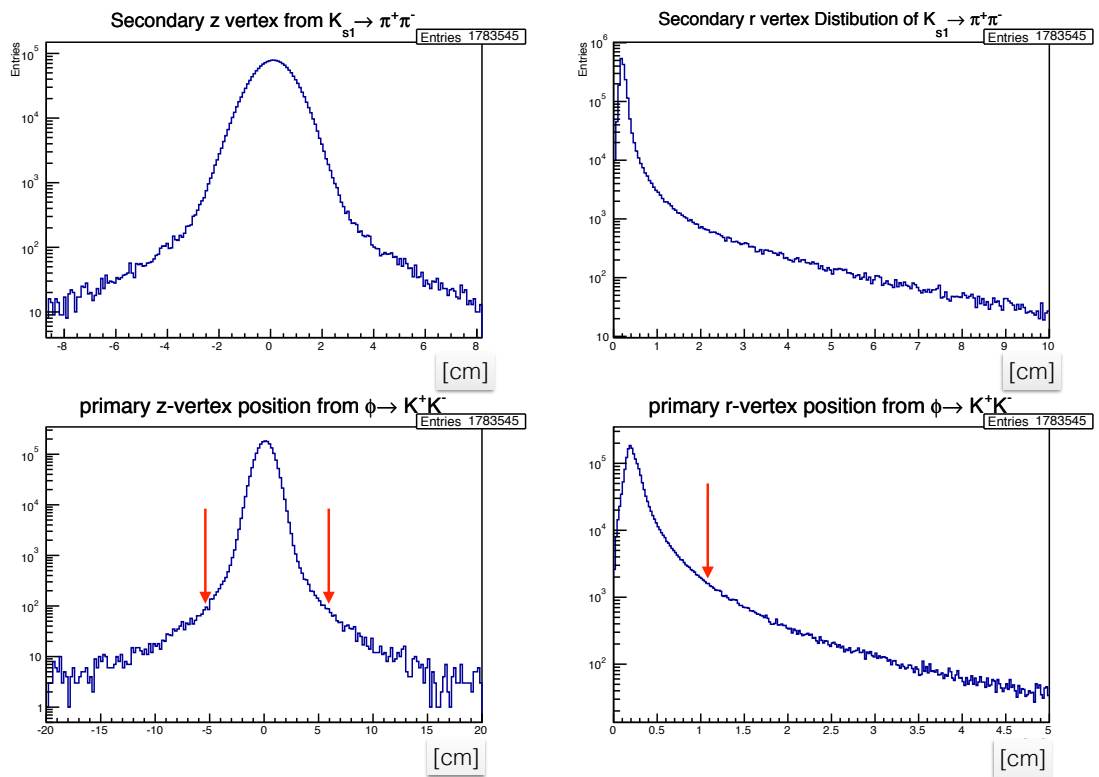 Secondary z vertex from K_s1 → π⁺π⁻
Entries 1783545
Entries
10⁵
10⁴
10³
10²
10
-8 -6 -4 -2 0 2 4 6 8
[cm]
Secondary r vertex Distibution of K_s1 → π⁺π⁻
Entries 1783545
Entries
10⁶
10⁵
10⁴
10³
10²
10
0 1 2 3 4 5 6 7 8 9 10
[cm]
primary z-vertex position from ϕ→ K⁺K⁻
Entries 1783545
10⁵
10⁴
10³
10²
10
1
-20 -15 -10 -5 0 5 10 15 20
[cm]
primary r-vertex position from ϕ→ K⁺K⁻
Entries 1783545
10⁵
10⁴
10³
10²
0 0.5 1 1.5 2 2.5 3 3.5 4 4.5 5
[cm]